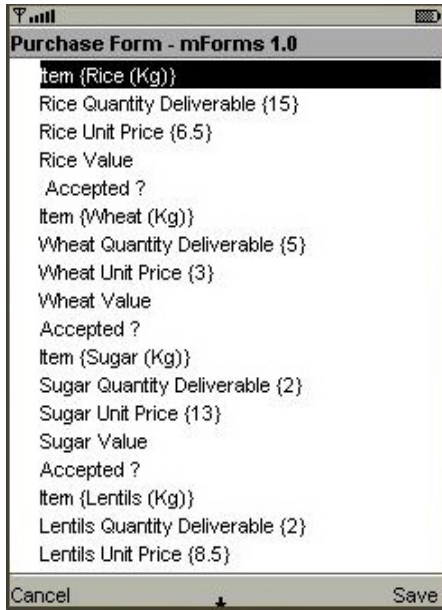 Purchase Form - mForms 1.0
Item {Rice (Kg)}
Rice Quantity Deliverable {15}
Rice Unit Price {6.5}
Rice Value
Accepted ?
Item {Wheat (Kg)}
Wheat Quantity Deliverable {5}
Wheat Unit Price {3}
Wheat Value
Accepted ?
Item {Sugar (Kg)}
Sugar Quantity Deliverable {2}
Sugar Unit Price {13}
Sugar Value
Accepted ?
Item {Lentils (Kg)}
Lentils Quantity Deliverable {2}
Lentils Unit Price {8.5}
Cancel Save